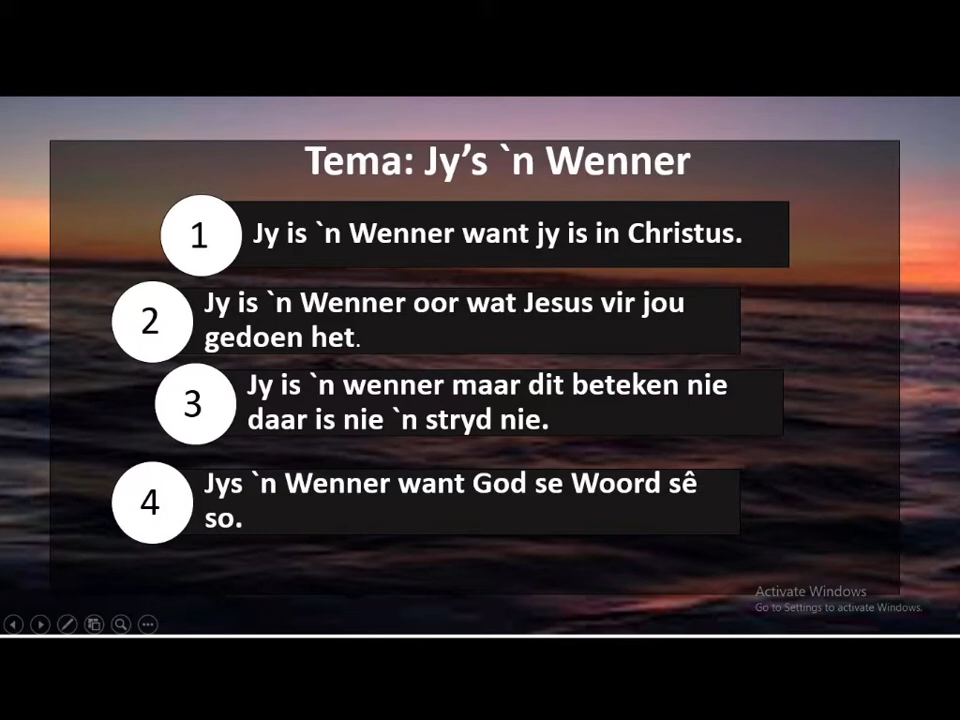 Tema: Jy’s `n Wenner
1
Jy is `n Wenner want jy is in Christus.
2
Jy is `n Wenner oor wat Jesus vir jou
gedoen het.
3
Jy is `n wenner maar dit beteken nie
daar is nie `n stryd nie.
4
Jys `n Wenner want God se Woord sê
so.
Activate Windows
Go to Settings to activate Windows.